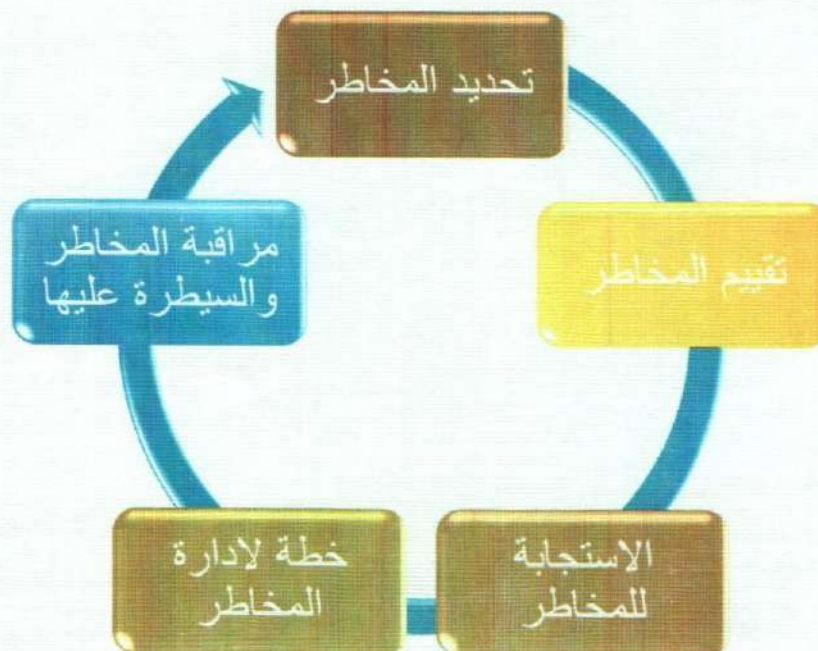 تحديد المخاطر
تقييم المخاطر
الاستجابة
للمخاطر
خطة لادارة
المخاطر
مراقبة المخاطر
والسيطرة عليها